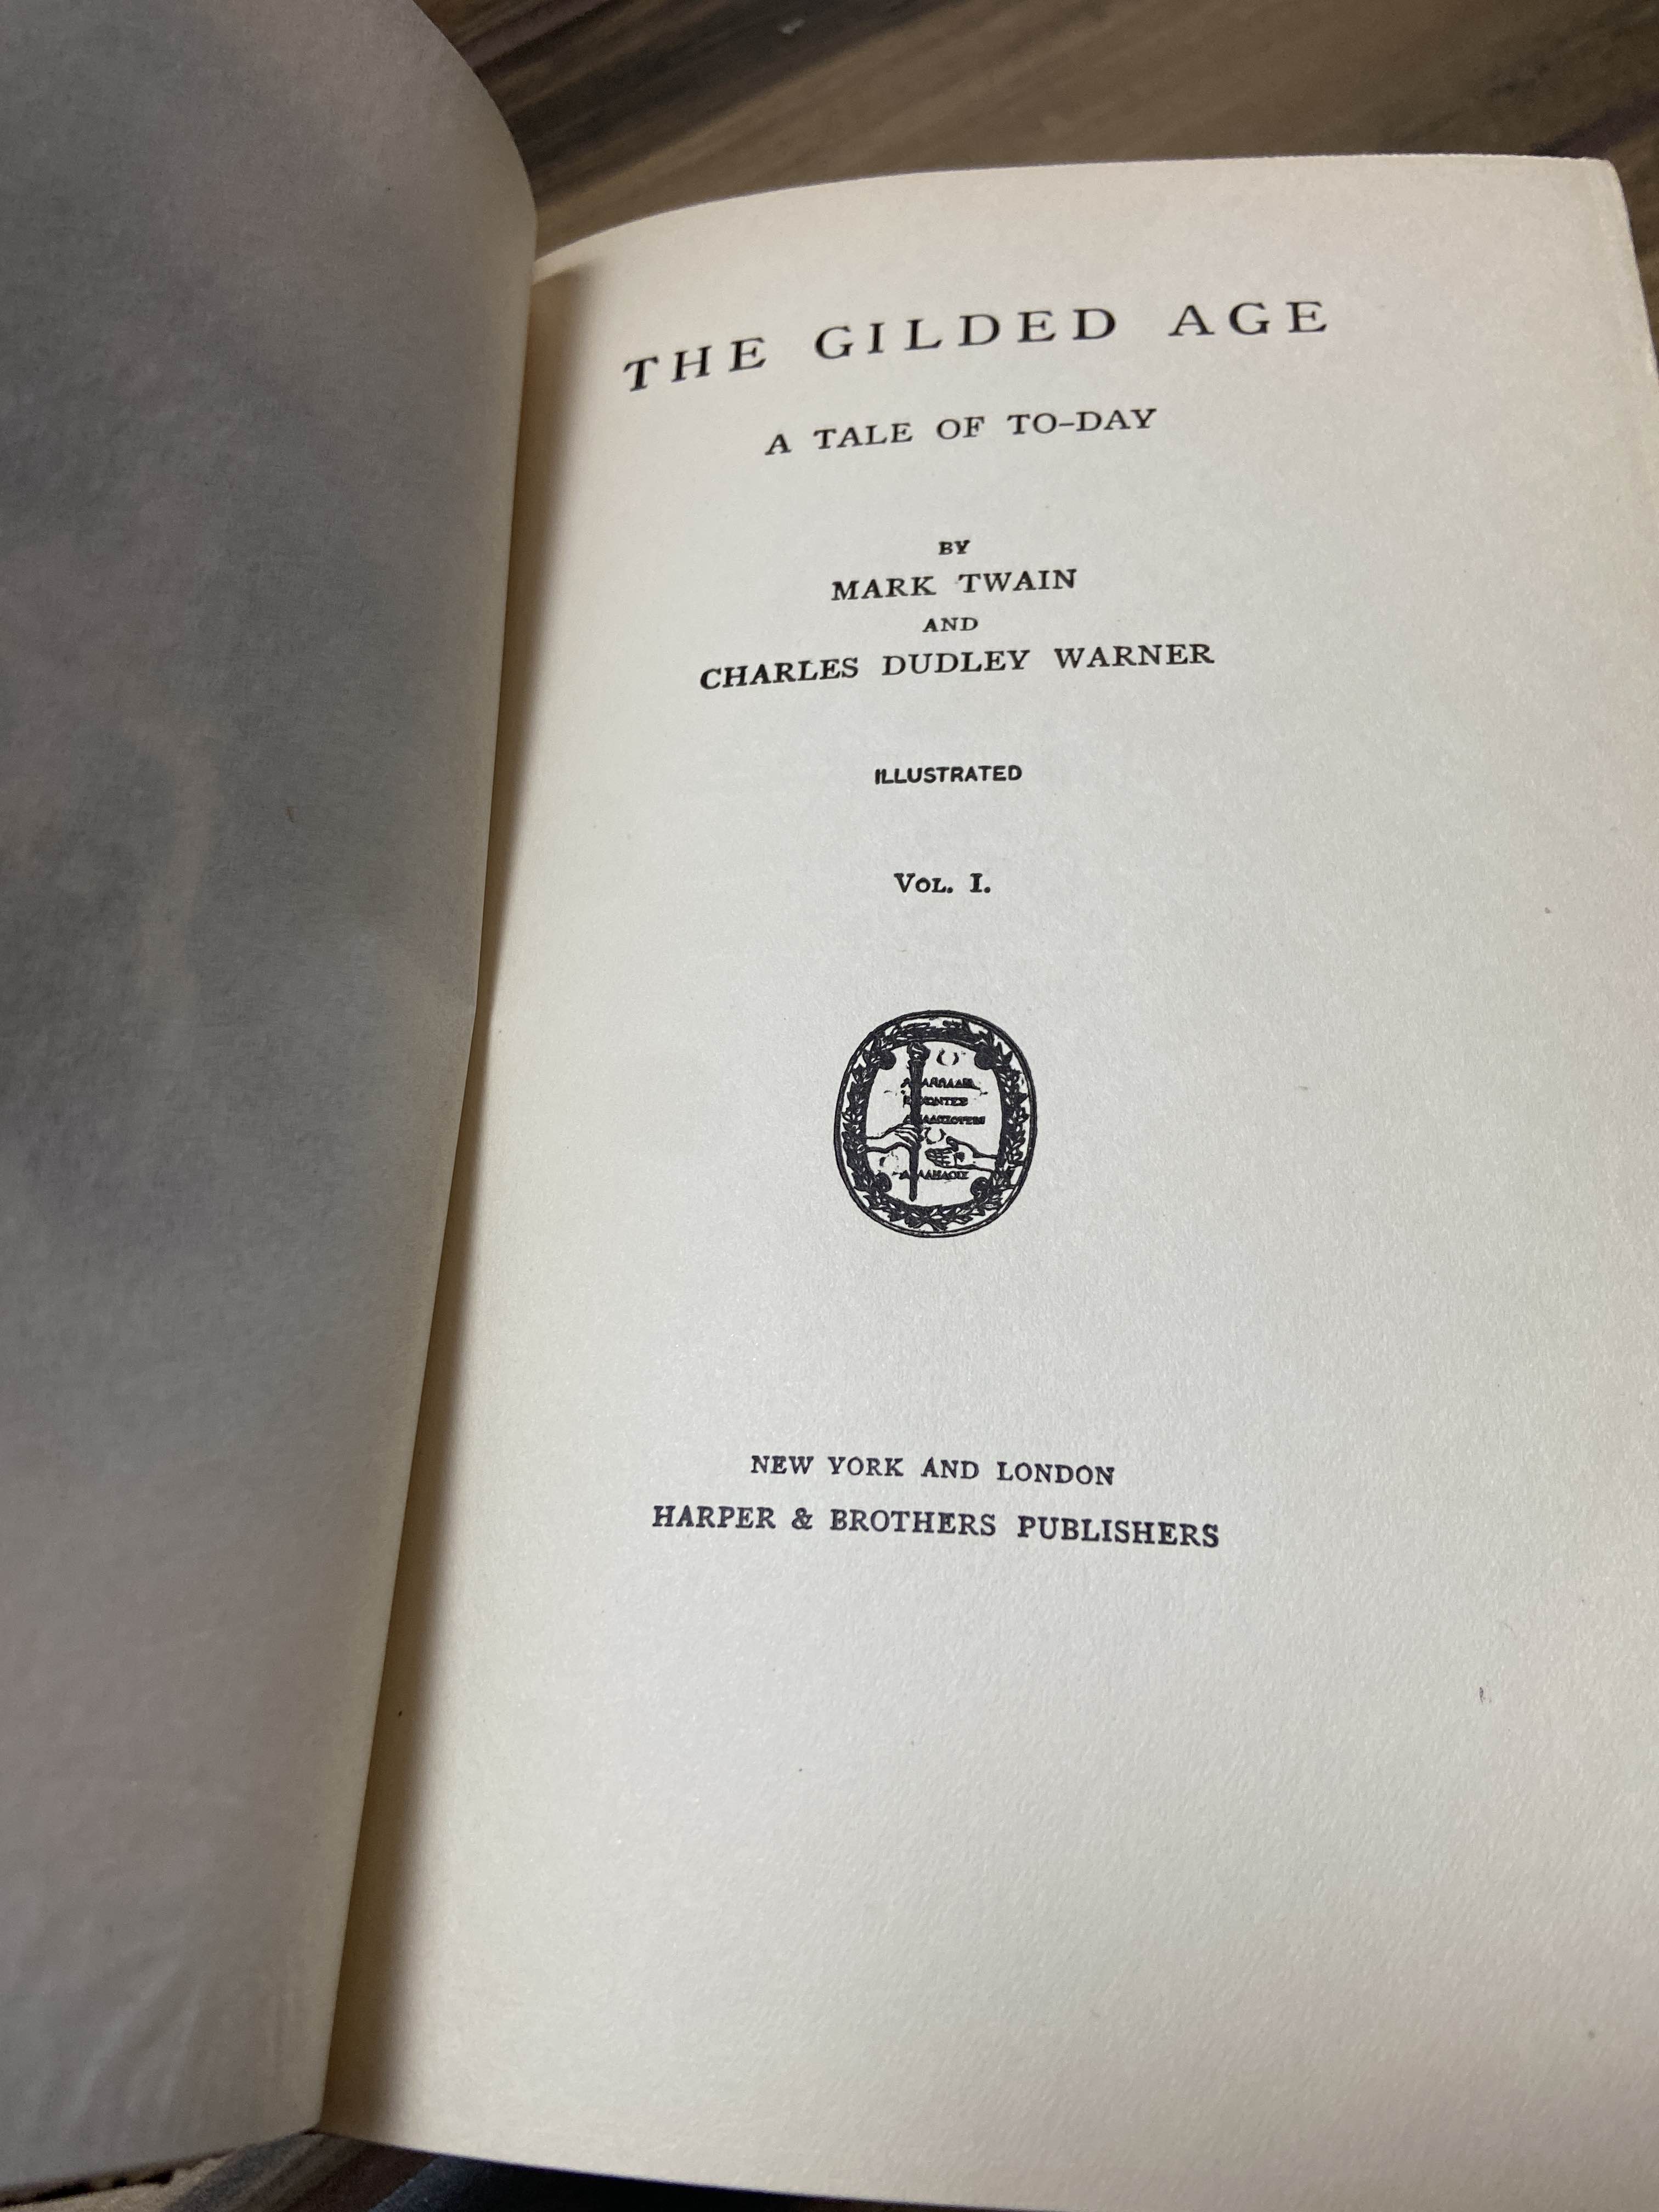 THE GILDED AGE
A TALE OF TO-DAY
BY
MARK TWAIN
AND
CHARLES DUDLEY WARNER
ILLUSTRATED
VOL. I.
NEW YORK AND LONDON
HARPER & BROTHERS PUBLISHERS